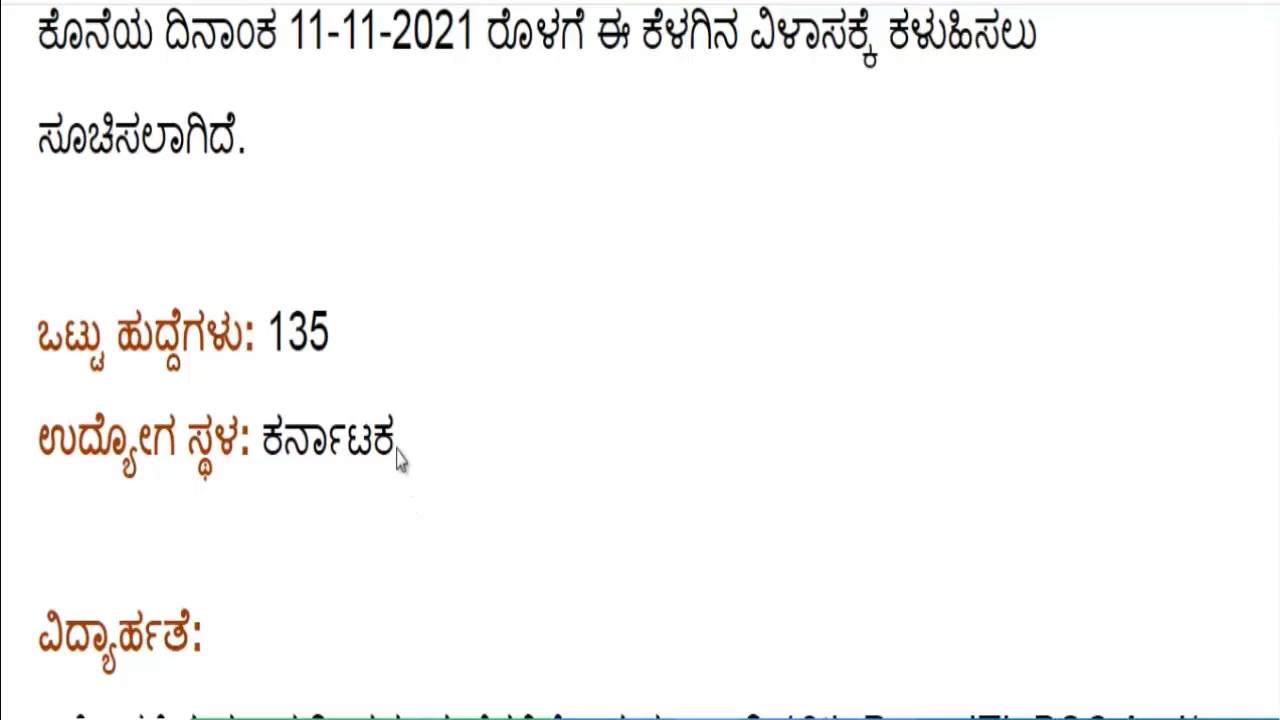 ಕೊನೆಯ ದಿನಾಂಕ 11-11-2021 ರೊಳಗೆ ಈ ಕೆಳಗಿನ ವಿಳಾಸಕ್ಕೆ ಕಳುಹಿಸಲು
ಸೂಚಿಸಲಾಗಿದೆ.
ಒಟ್ಟು ಹುದ್ದೆಗಳು: 135
ಉದ್ಯೋಗ ಸ್ಥಳ: ಕರ್ನಾಟಕ
ವಿದ್ಯಾರ್ಹತೆ: